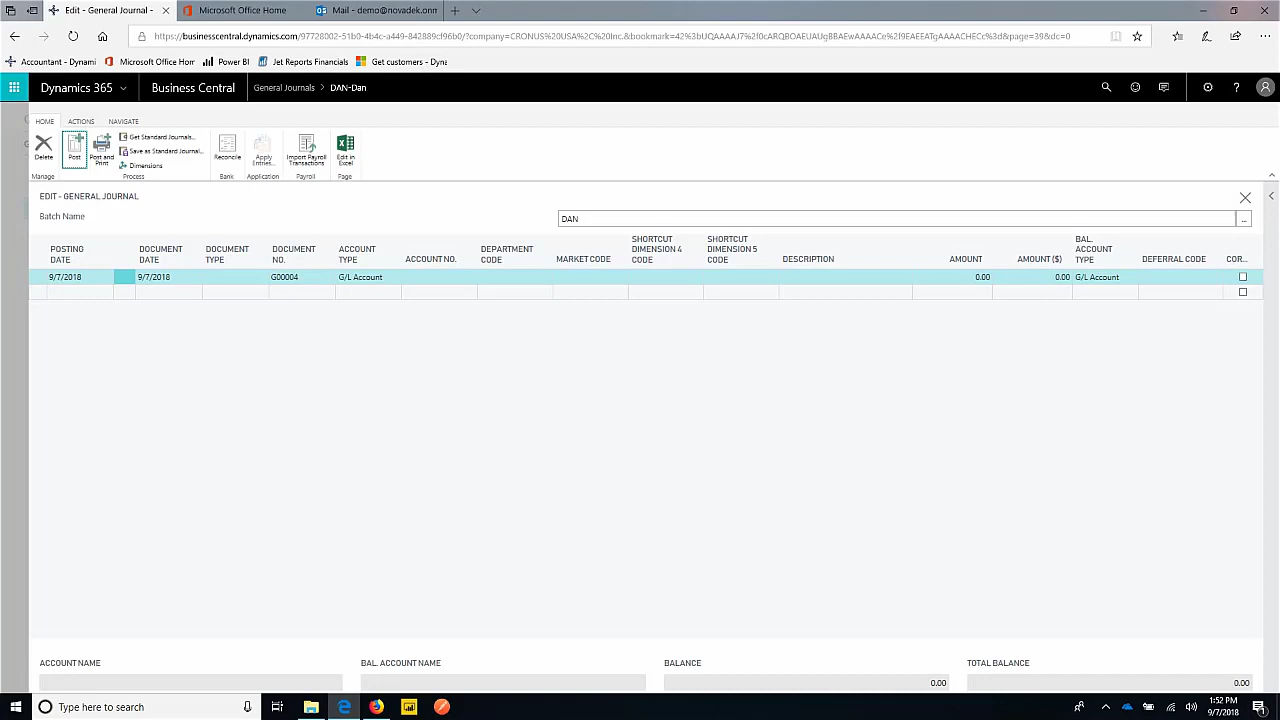 Edit - General Journal -
Microsoft Office Home
Mail - demo@novadek.onm
https://businesscentral.dynamics.com/97728002-51b0-4b4c-a449-842889cf96b0/?company=CRONUS%20USA%2C%20Inc.&bookmark=42%3bUQAAAAJ7%2f0cARQBOAEUAUgBBAEwAAAACe%2f9EAEEATgAAAACHECc%3d&page=39&dc=0
Accountant - Dynami
Microsoft Office Hom
Power BI
Jet Reports Financials
Get customers - Dyna
Dynamics 365
Business Central
General Journals > DAN-Dan
HOME ACTIONS NAVIGATE
Delete
Post
Post and Print
Get Standard Journals...
Save as Standard Journal...
Dimensions
Reconcile
Apply Entries...
Import Payroll Transactions
Edit in Excel
Manage Process Bank Application Payroll Page
EDIT - GENERAL JOURNAL
Batch Name DAN ...
POSTING DATE DOCUMENT DATE DOCUMENT TYPE DOCUMENT NO. ACCOUNT TYPE ACCOUNT NO. DEPARTMENT CODE MARKET CODE SHORTCUT DIMENSION 4 CODE SHORTCUT DIMENSION 5 CODE DESCRIPTION AMOUNT AMOUNT ($) BAL. ACCOUNT TYPE DEFERRAL CODE COR...
9/7/2018 9/7/2018 G00004 G/L Account 0.00 0.00 G/L Account
ACCOUNT NAME BAL. ACCOUNT NAME BALANCE TOTAL BALANCE
0.00 0.00
Type here to search
1:52 PM
9/7/2018